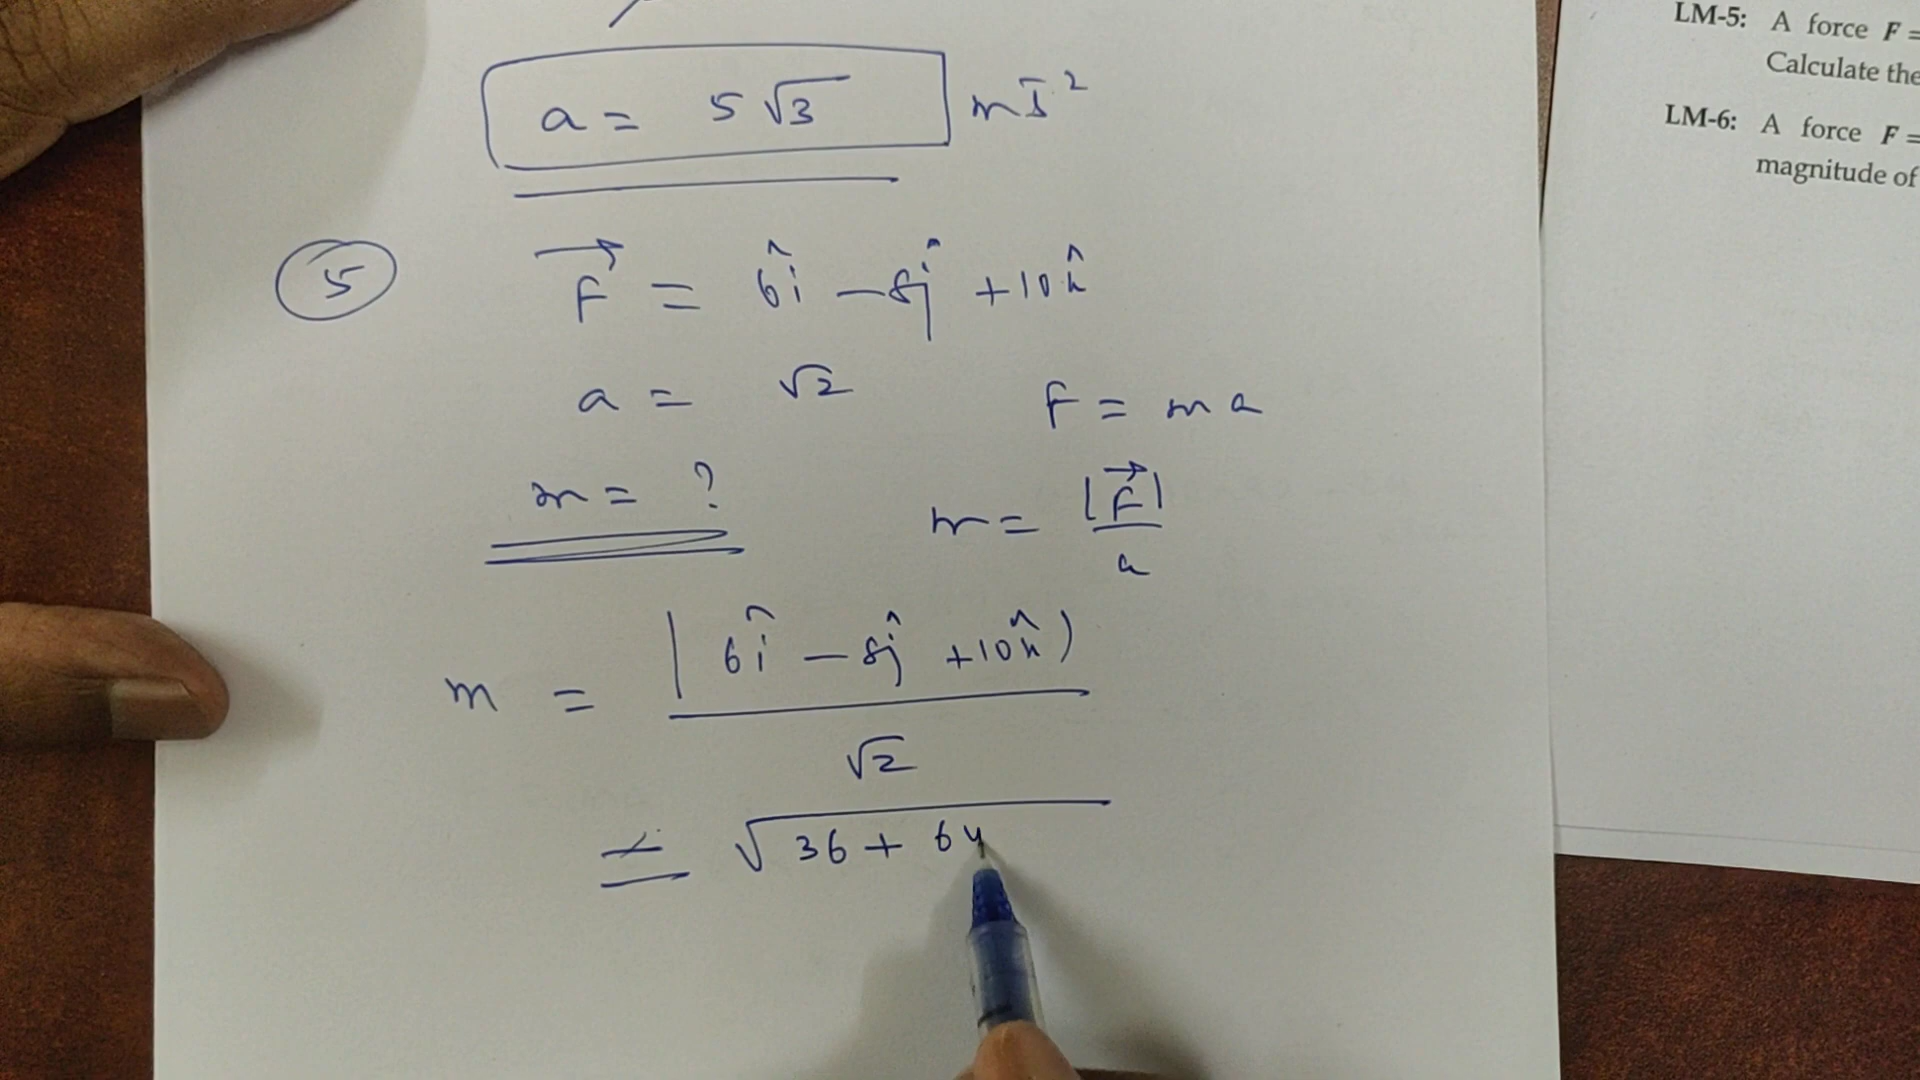 a = 5√3 ms⁻²
5
F⃗ = 6î − 8ĵ + 10k̂
a = √2
F = ma
m = ?
m = |F⃗| / a
m = |6î − 8ĵ + 10k̂) / √2
= √36 + 64
LM-5: A force F =
Calculate the
LM-6: A force F =
magnitude of